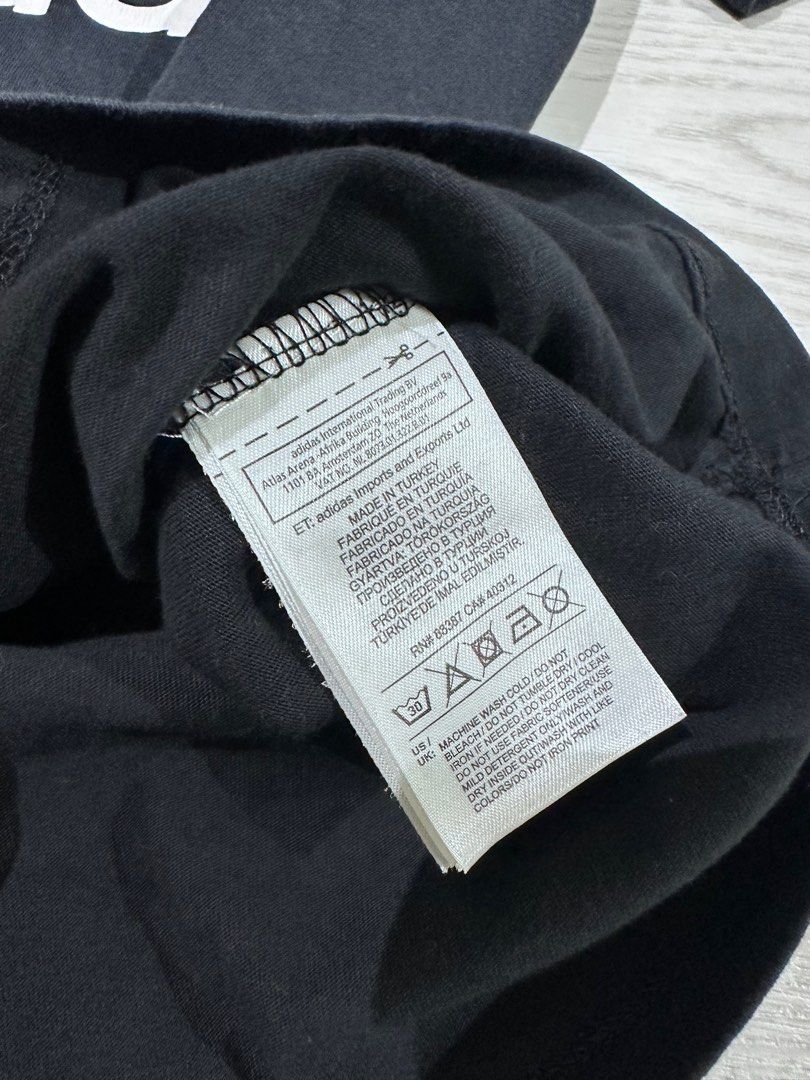 adidas International Trading BV
Atlas Arena -Afrika Building, Hoogoorddreef 9a
1101 BA Amsterdam ZO, The Netherlands
VAT NO. NL 8073.01.327.B.01
ET: adidas Imports and Exports Ltd
MADE IN TURKEY
FABRIQUÉ EN TURQUIE
FABRICADO EN TURQUÍA
FABRICADO NA TURQUIA
GYÁRTVA: TÖRÖKORSZÁG
ПРОИЗВЕДЕНО В ТУРЦИЯ
СДЕЛАНО В ТУРЦИИ
PROIZVEDENO U TURSKOJ
TÜRKİYE'DE İMAL EDİLMİŞTİR.
RN# 88387 CA# 40312
30
US / UK: MACHINE WASH COLD / DO NOT
BLEACH / DO NOT TUMBLE DRY / COOL
IRON IF NEEDED / DO NOT DRY CLEAN
DO NOT USE FABRIC SOFTENER/USE
MILD DETERGENT ONLY/WASH AND
DRY INSIDE OUT/WASH WITH LIKE
COLORS/DO NOT IRON PRINT